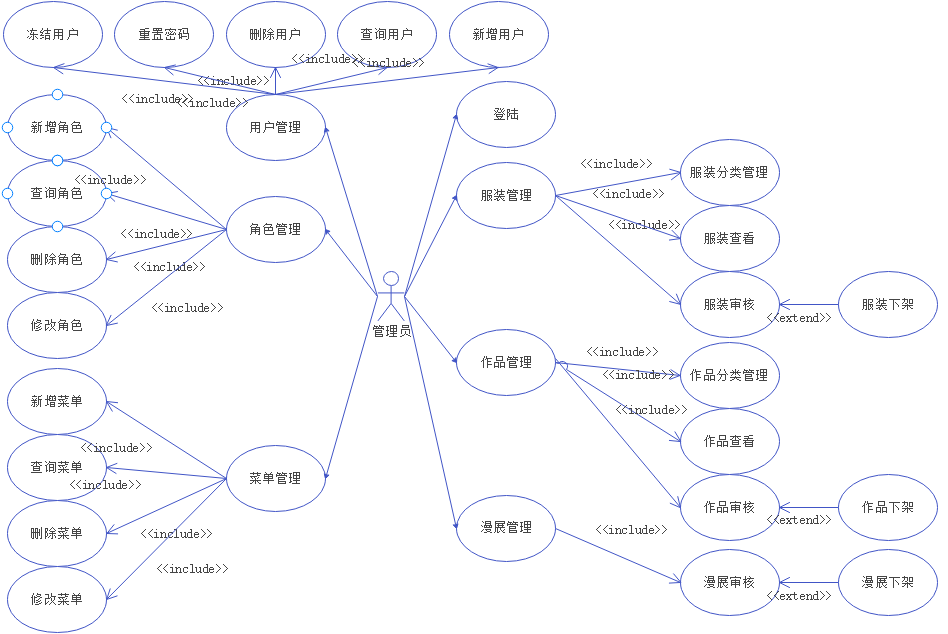 冻结用户
重置密码
删除用户
查询用户
新增用户
<<include>>
<<include>>
<<include>>
<<include>>
<<include>>
用户管理
登陆
新增角色
查询角色
删除角色
修改角色
<<include>>
<<include>>
<<include>>
<<include>>
角色管理
管理员
服装管理
<<include>>
<<include>>
<<include>>
服装分类管理
服装查看
服装审核
<<extend>>
服装下架
作品管理
<<include>>
<<include>>
<<include>>
作品分类管理
作品查看
作品审核
<<extend>>
作品下架
新增菜单
查询菜单
删除菜单
修改菜单
<<include>>
<<include>>
<<include>>
<<include>>
菜单管理
漫展管理
<<include>>
漫展审核
<<extend>>
漫展下架